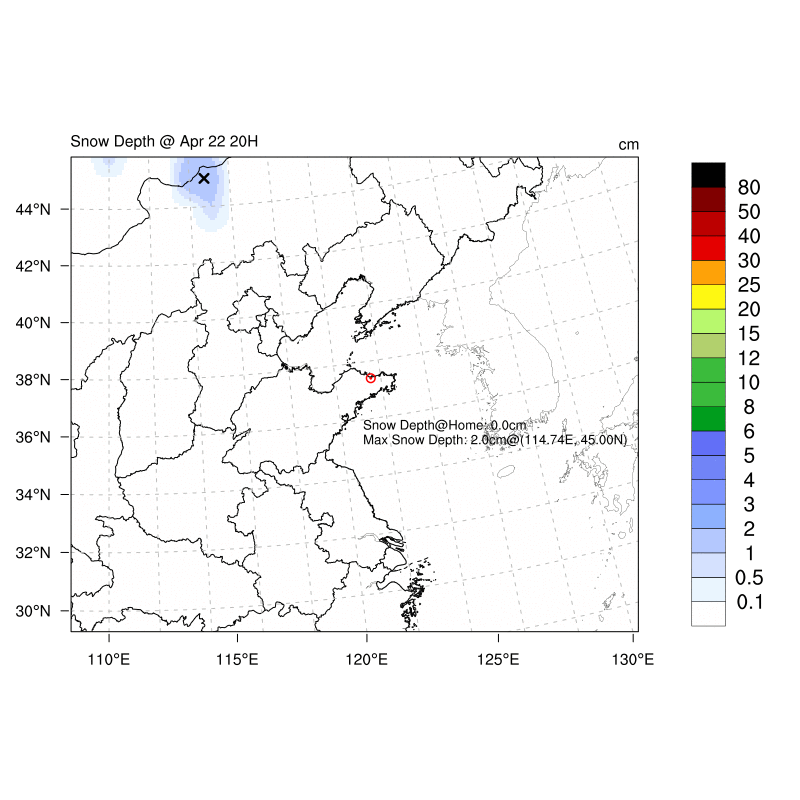 Snow Depth @ Apr 22 20H
cm
44°N
42°N
40°N
38°N
36°N
34°N
32°N
30°N
110°E
115°E
120°E
125°E
130°E
Snow Depth@Home: 0.0cm
Max Snow Depth: 2.0cm@(114.74E, 45.00N)
80
50
40
30
25
20
15
12
10
8
6
5
4
3
2
1
0.5
0.1